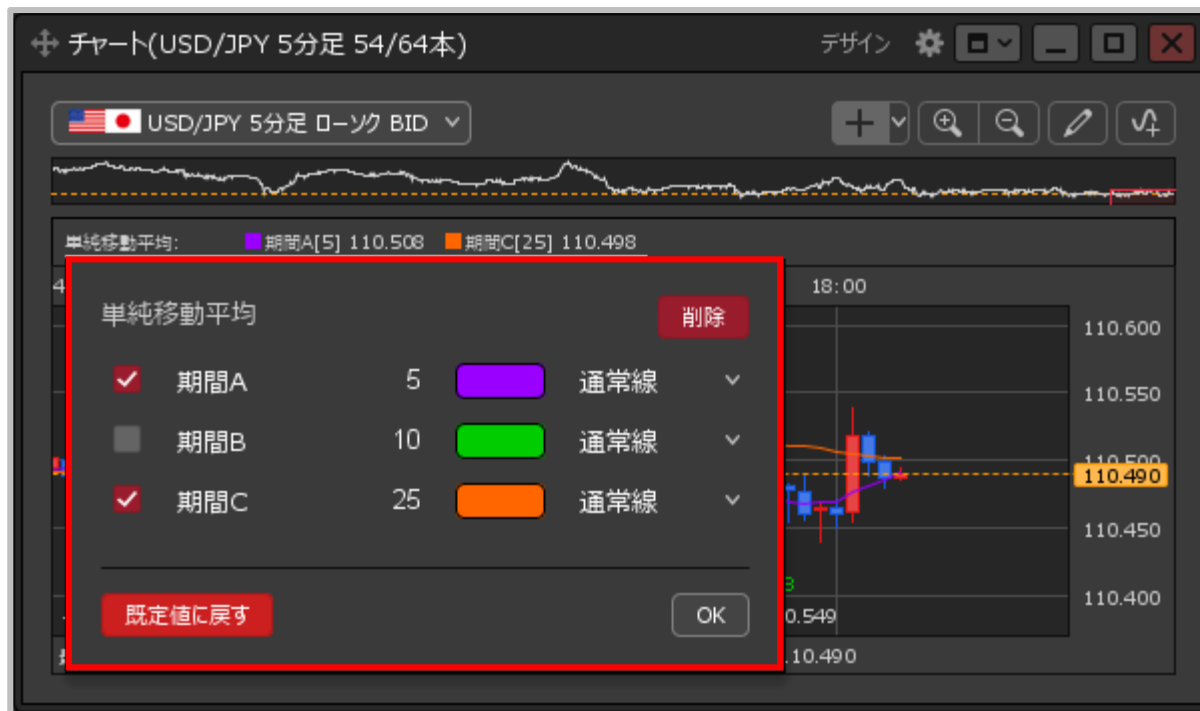 チャート(USD/JPY 5分足 54/64本)
デザイン
USD/JPY 5分足 ローソク BID
単純移動平均: 期間A[5] 110.508 期間C[25] 110.498
18:00
単純移動平均
削除
期間A 5 通常線
期間B 10 通常線
期間C 25 通常線
既定値に戻す
OK
110.600
110.550
110.500
110.490
110.450
110.400
0.549
10.490